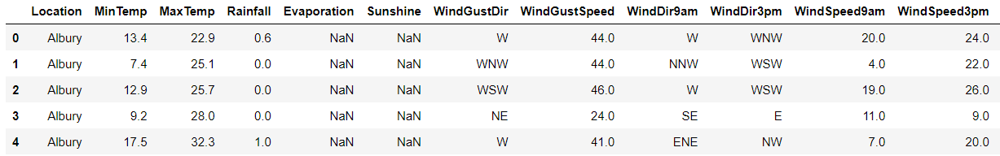 Location MinTemp MaxTemp Rainfall Evaporation Sunshine WindGustDir WindGustSpeed WindDir9am WindDir3pm WindSpeed9am WindSpeed3pm
0 Albury 13.4 22.9 0.6 NaN NaN W 44.0 W WNW 20.0 24.0
1 Albury 7.4 25.1 0.0 NaN NaN WNW 44.0 NNW WSW 4.0 22.0
2 Albury 12.9 25.7 0.0 NaN NaN WSW 46.0 W WSW 19.0 26.0
3 Albury 9.2 28.0 0.0 NaN NaN NE 24.0 SE E 11.0 9.0
4 Albury 17.5 32.3 1.0 NaN NaN W 41.0 ENE NW 7.0 20.0